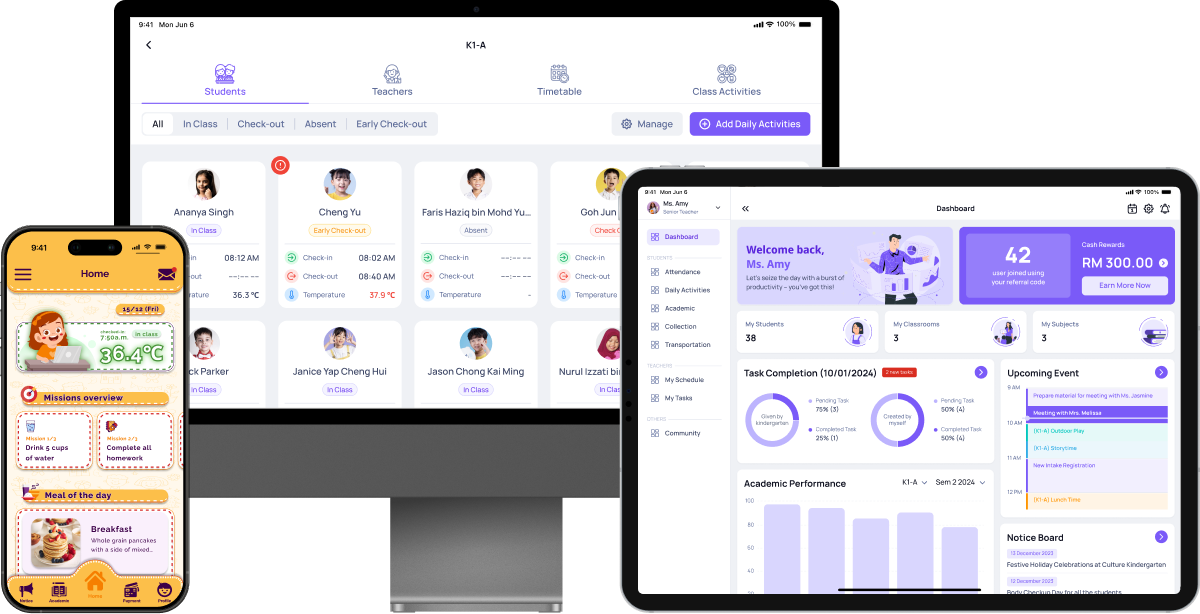 9:41 Mon Jun 6
100%
K1-A
Students
Teachers
Timetable
Class Activities
All
In Class
Check-out
Absent
Early Check-out
Manage
Add Daily Activities
Ananya Singh
In Class
in 08:12 AM
out --:-- --
rature 36.3 ℃
Cheng Yu
Early Check-out
Check-in 08:02 AM
Check-out 08:40 AM
Temperature 37.9 ℃
Faris Haziq bin Mohd Yu...
Absent
Check-in --:-- --
Check-out --:-- --
Temperature -
Goh Jun
Check
Check-in
Check-out
Temperature
ck Parker
In Class
Janice Yap Cheng Hui
In Class
Jason Chong Kai Ming
In Class
Nurul Izzati bin
In Clas
9:41
Home
15/12 (Fri)
checked-in
7:50a.m.
in class
36.4℃
Missions overview
Mission 1/3
Drink 5 cups
of water
Mission 2/3
Complete all
homework
Meal of the day
Breakfast
Whole grain pancakes
with a side of mixed...
Notice
Academic
Home
Payment
Profile
9:41 Mon Jun 6
100%
Ms. Amy
Senior Teacher
Dashboard
Dashboard
STUDENTS
Attendance
Daily Activities
Academic
Collection
Transportation
TEACHERS
My Schedule
My Tasks
OTHERS
Community
Welcome back,
Ms. Amy
Let's seize the day with a burst of
productivity – you've got this!
42
user joined using
your referral code
Cash Rewards
RM 300.00
Earn More Now
My Students
38
My Classrooms
3
My Subjects
3
Task Completion (10/01/2024)
2 new tasks
Given by
kindergarten
Pending Task
75% (3)
Completed Task
25% (1)
Created by
myself
Pending Task
50% (4)
Completed Task
50% (4)
Upcoming Event
9 AM
Prepare material for meeting with Ms. Jasmine
Meeting with Mrs. Melissa
10 AM
(K1-A) Outdoor Play
(K1-A) Storytime
11 AM
New Intake Registration
12 PM
(K1-A) Lunch Time
Academic Performance
K1-A
Sem 2 2024
100
80
50
40
Notice Board
13 December 2023
Festive Holiday Celebrations at Culture Kindergarten
12 December 2023
Body Checkup Day for all the students